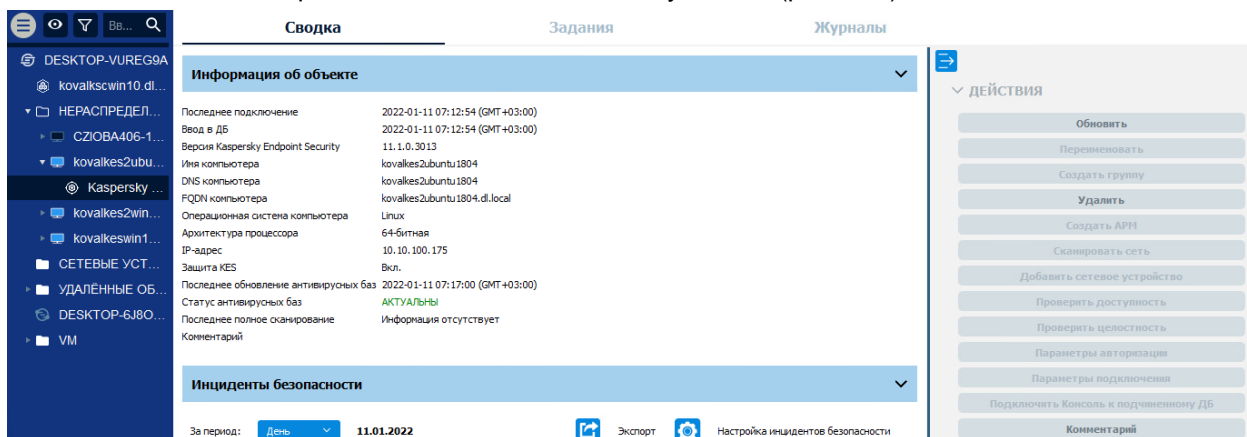 Вв...
Сводка
Задания
Журналы
DESKTOP-VUREG9A
kovalkscwin10.dl...
НЕРАСПРЕДЕЛ...
CZIOBA406-1...
kovalkes2ubu...
Kaspersky ...
kovalkes2win...
kovalkeswin1...
СЕТЕВЫЕ УСТ...
УДАЛЁННЫЕ ОБ...
DESKTOP-6J8O...
VM
Информация об объекте
Последнее подключение 2022-01-11 07:12:54 (GMT+03:00)
Ввод в ДБ 2022-01-11 07:12:54 (GMT+03:00)
Версия Kaspersky Endpoint Security 11.1.0.3013
Имя компьютера kovalkes2ubuntu1804
DNS компьютера kovalkes2ubuntu1804
FQDN компьютера kovalkes2ubuntu1804.dl.local
Операционная система компьютера Linux
Архитектура процессора 64-битная
IP-адрес 10.10.100.175
Защита KES Вкл.
Последнее обновление антивирусных баз 2022-01-11 07:17:00 (GMT+03:00)
Статус антивирусных баз АКТУАЛЬНЫ
Последнее полное сканирование Информация отсутствует
Комментарий
Инциденты безопасности
За период: День 11.01.2022 Экспорт Настройка инцидентов безопасности
ДЕЙСТВИЯ
Обновить
Переименовать
Создать группу
Удалить
Создать АРМ
Сканировать сеть
Добавить сетевое устройство
Проверить доступность
Проверить целостность
Параметры авторизации
Параметры подключения
Подключить Консоль к подчиненному ДБ
Комментарий